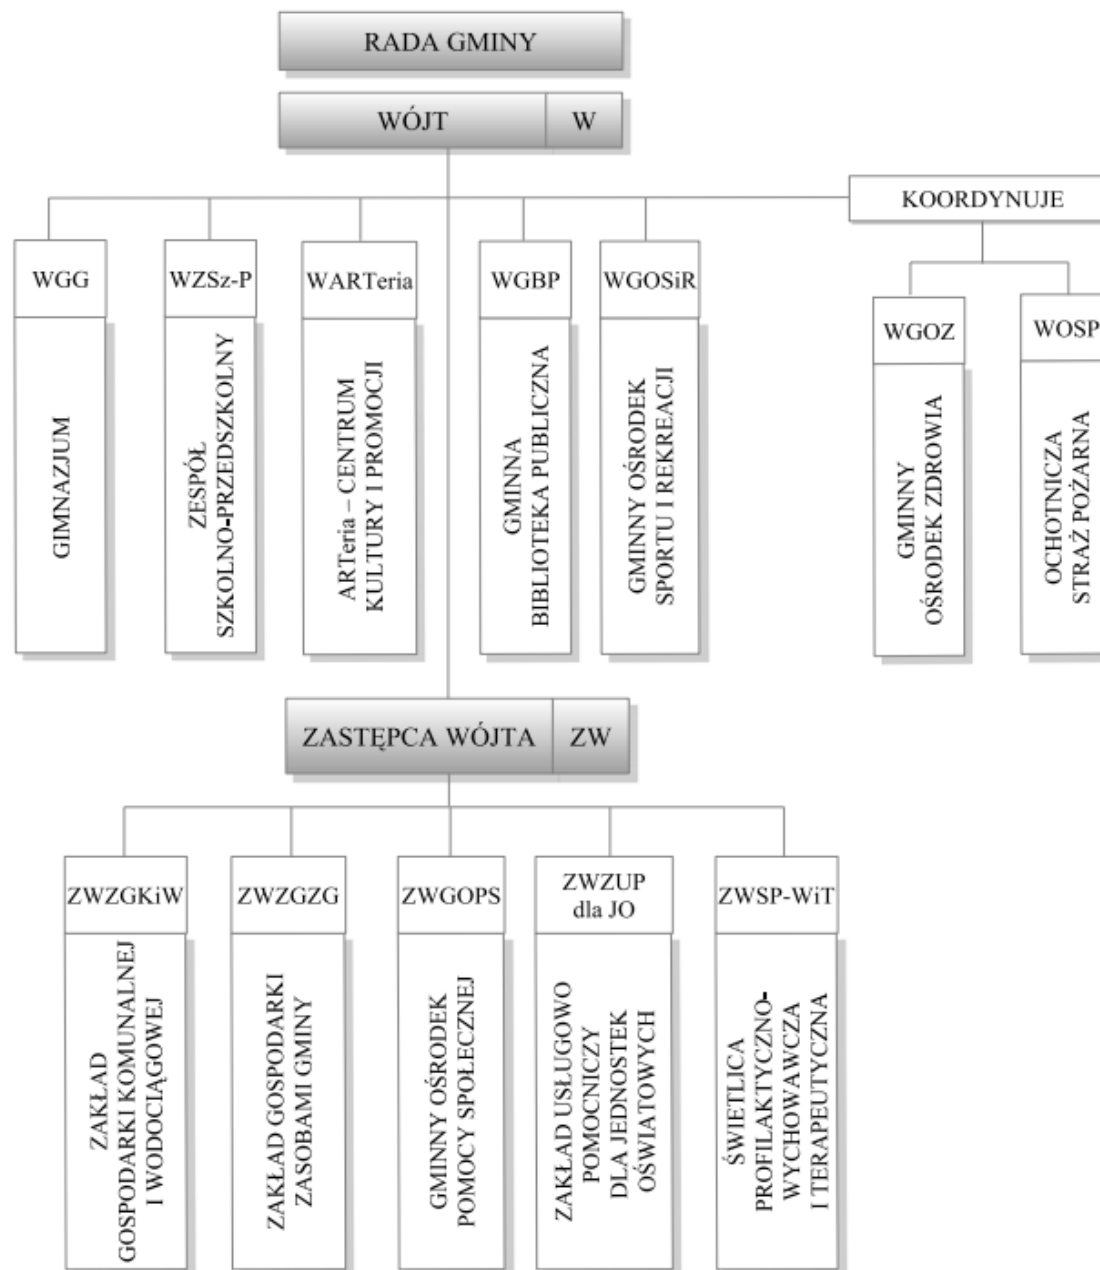 RADA GMINY
WÓJT
W
KOORDYNUJE
WGG
WZSz-P
WARTeria
WGBP
WGOSiR
WGOZ
WOSP
GIMNAZJUM
ZESPÓŁ
SZKOLNO-PRZEDSZKOLNY
ARTeria – CENTRUM
KULTURY I PROMOCJI
GMINNA
BIBLIOTEKA PUBLICZNA
GMINNY OŚRODEK
SPORTU I REKREACJI
GMINNY
OŚRODEK ZDROWIA
OCHOTNICZA
STRAŻ POŻARNA
ZASTĘPCA WÓJTA
ZW
ZWZGKiW
ZWZGZG
ZWGOPS
ZWZUP
dla JO
ZWSP-WiT
ZAKŁAD
GOSPODARKI KOMUNALNEJ
I WODOCIĄGOWEJ
ZAKŁAD GOSPODARKI
ZASOBAMI GMINY
GMINNY OŚRODEK
POMOCY SPOŁECZNEJ
ZAKŁAD USŁUGOWO
POMOCNICZY
DLA JEDNOSTEK
OŚWIATOWYCH
ŚWIETLICA
PROFILAKTYCZNO-
WYCHOWAWCZA
I TERAPEUTYCZNA